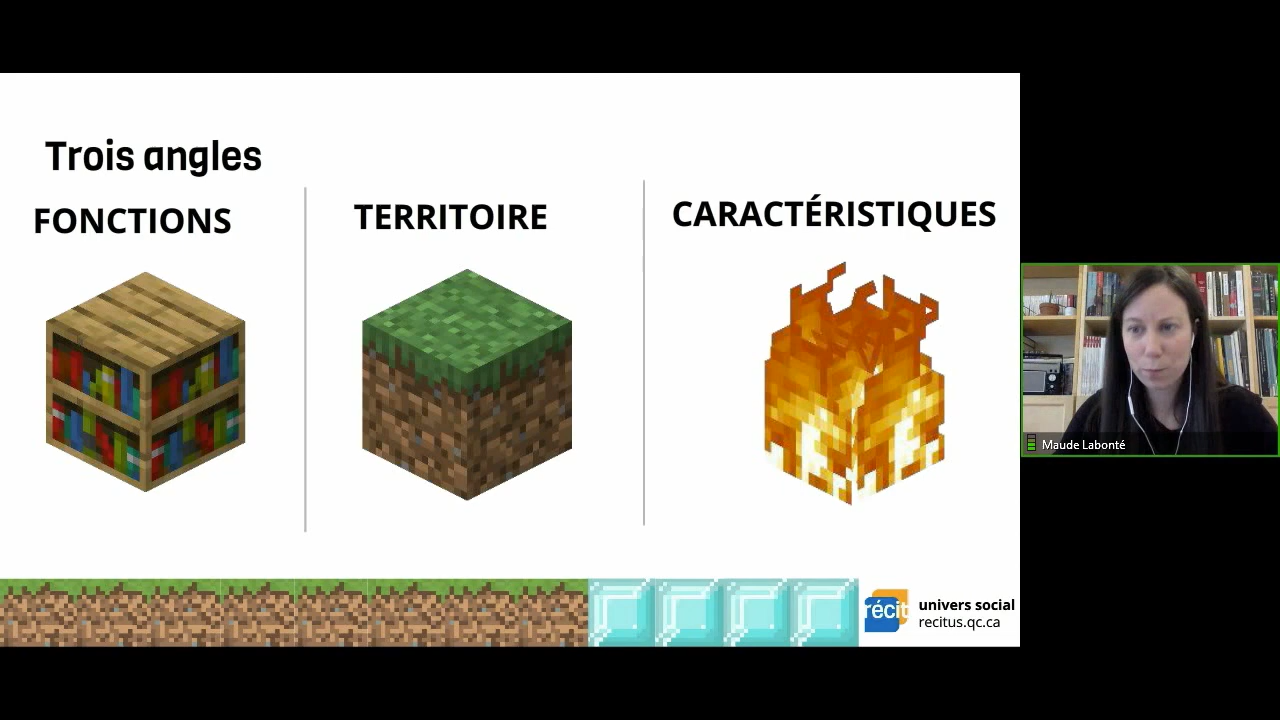 Trois angles
FONCTIONS
TERRITOIRE
CARACTÉRISTIQUES
récit
univers social
recitus.qc.ca
Maude Labonté